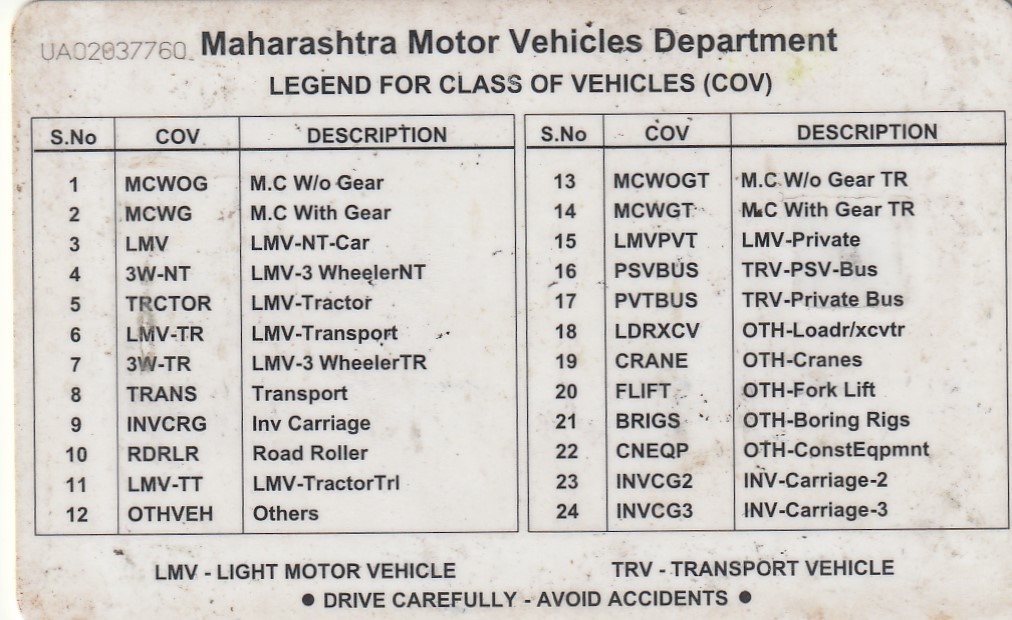 UA02037760 Maharashtra Motor Vehicles Department
LEGEND FOR CLASS OF VEHICLES (COV)
S.No COV DESCRIPTION
1 MCWOG M.C W/o Gear
2 MCWG M.C With Gear
3 LMV LMV-NT-Car
4 3W-NT LMV-3 WheelerNT
5 TRCTOR LMV-Tractor
6 LMV-TR LMV-Transport
7 3W-TR LMV-3 WheelerTR
8 TRANS Transport
9 INVCRG Inv Carriage
10 RDRLR Road Roller
11 LMV-TT LMV-TractorTrl
12 OTHVEH Others
S.No COV DESCRIPTION
13 MCWOGT M.C W/o Gear TR
14 MCWGT M.C With Gear TR
15 LMVPVT LMV-Private
16 PSVBUS TRV-PSV-Bus
17 PVTBUS TRV-Private Bus
18 LDRXCV OTH-Loadr/xcvtr
19 CRANE OTH-Cranes
20 FLIFT OTH-Fork Lift
21 BRIGS OTH-Boring Rigs
22 CNEQP OTH-ConstEqpmnt
23 INVCG2 INV-Carriage-2
24 INVCG3 INV-Carriage-3
LMV - LIGHT MOTOR VEHICLE TRV - TRANSPORT VEHICLE
● DRIVE CAREFULLY - AVOID ACCIDENTS ●